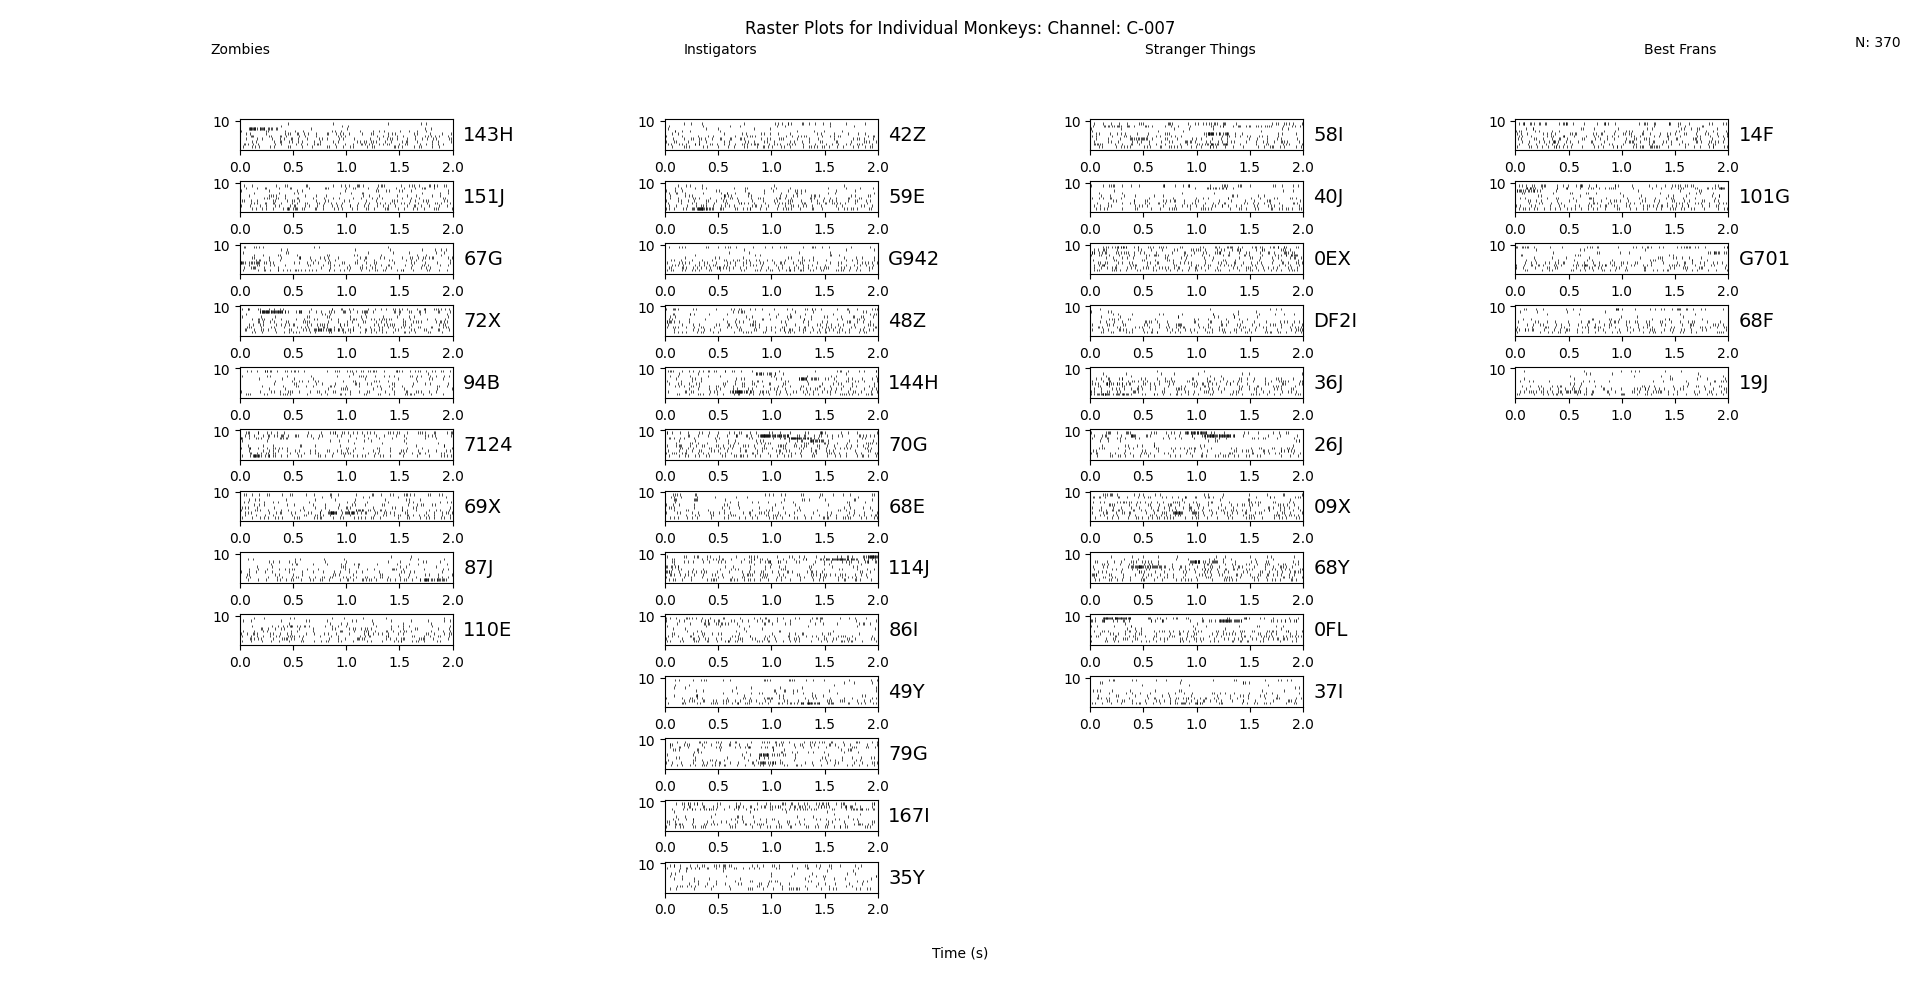 Raster Plots for Individual Monkeys: Channel: C-007
Zombies Instigators Stranger Things Best Frans N: 370
10 143H 10 42Z 10 58I 10 14F
0.0 0.5 1.0 1.5 2.0 0.0 0.5 1.0 1.5 2.0 0.0 0.5 1.0 1.5 2.0 0.0 0.5 1.0 1.5 2.0
10 151J 10 59E 10 40J 10 101G
0.0 0.5 1.0 1.5 2.0 0.0 0.5 1.0 1.5 2.0 0.0 0.5 1.0 1.5 2.0 0.0 0.5 1.0 1.5 2.0
10 67G 10 G942 10 0EX 10 G701
0.0 0.5 1.0 1.5 2.0 0.0 0.5 1.0 1.5 2.0 0.0 0.5 1.0 1.5 2.0 0.0 0.5 1.0 1.5 2.0
10 72X 10 48Z 10 DF2I 10 68F
0.0 0.5 1.0 1.5 2.0 0.0 0.5 1.0 1.5 2.0 0.0 0.5 1.0 1.5 2.0 0.0 0.5 1.0 1.5 2.0
10 94B 10 144H 10 36J 10 19J
0.0 0.5 1.0 1.5 2.0 0.0 0.5 1.0 1.5 2.0 0.0 0.5 1.0 1.5 2.0 0.0 0.5 1.0 1.5 2.0
10 7124 10 70G 10 26J
0.0 0.5 1.0 1.5 2.0 0.0 0.5 1.0 1.5 2.0 0.0 0.5 1.0 1.5 2.0
10 69X 10 68E 10 09X
0.0 0.5 1.0 1.5 2.0 0.0 0.5 1.0 1.5 2.0 0.0 0.5 1.0 1.5 2.0
10 87J 10 114J 10 68Y
0.0 0.5 1.0 1.5 2.0 0.0 0.5 1.0 1.5 2.0 0.0 0.5 1.0 1.5 2.0
10 110E 10 86I 10 0FL
0.0 0.5 1.0 1.5 2.0 0.0 0.5 1.0 1.5 2.0 0.0 0.5 1.0 1.5 2.0
10 49Y 10 37I
0.0 0.5 1.0 1.5 2.0 0.0 0.5 1.0 1.5 2.0
10 79G
0.0 0.5 1.0 1.5 2.0
10 167I
0.0 0.5 1.0 1.5 2.0
10 35Y
0.0 0.5 1.0 1.5 2.0
Time (s)